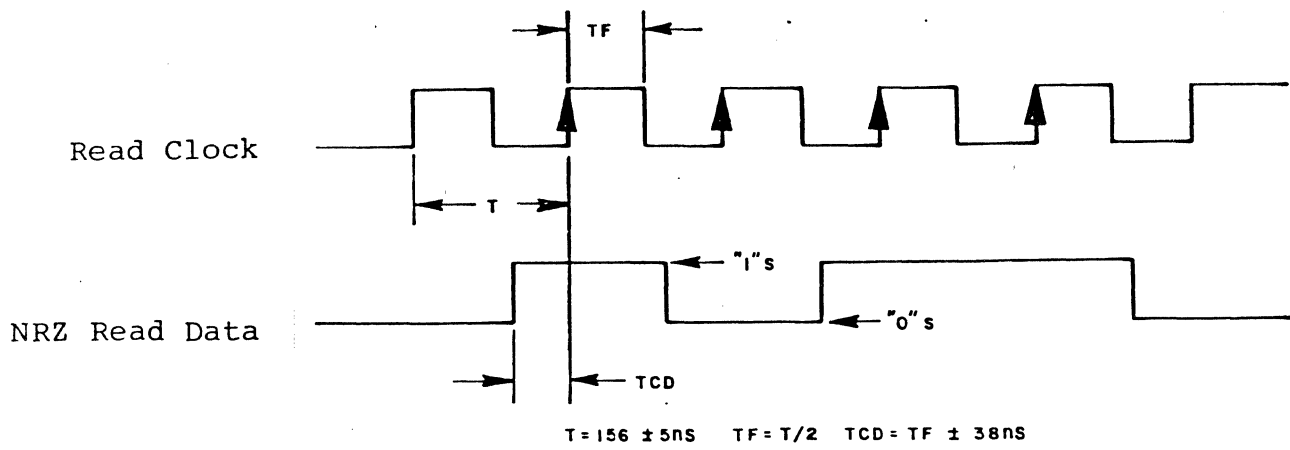 TF
Read Clock
T
"1"s
NRZ Read Data
"0"s
TCD
T=156 ±5nS TF=T/2 TCD=TF ± 38nS